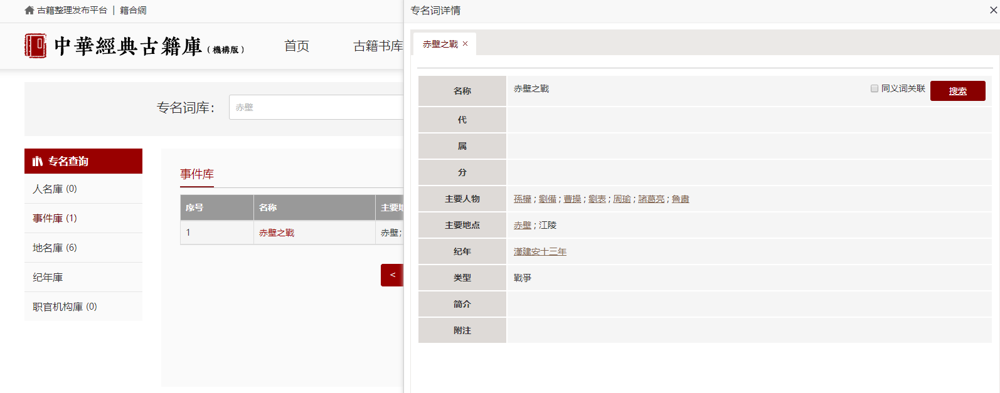 古籍整理发布平台 | 籍合網
中華經典古籍庫（機構版）
首页
古籍书库
专名词库：
赤壁
专名查询
人名庫 (0)
事件庫 (1)
地名庫 (6)
纪年庫
职官机构庫 (0)
事件库
序号 名称
1 赤壁之戰 赤壁;
<
专名词详情 ×
赤壁之戰 ×
名称 赤壁之戰 同义词关联 搜索
代
属
分
主要人物 孫權 ; 劉備 ; 曹操 ; 劉表 ; 周瑜 ; 諸葛亮 ; 魯肅
主要地点 赤壁 ; 江陵
纪年 漢建安十三年
类型 戰爭
简介
附注